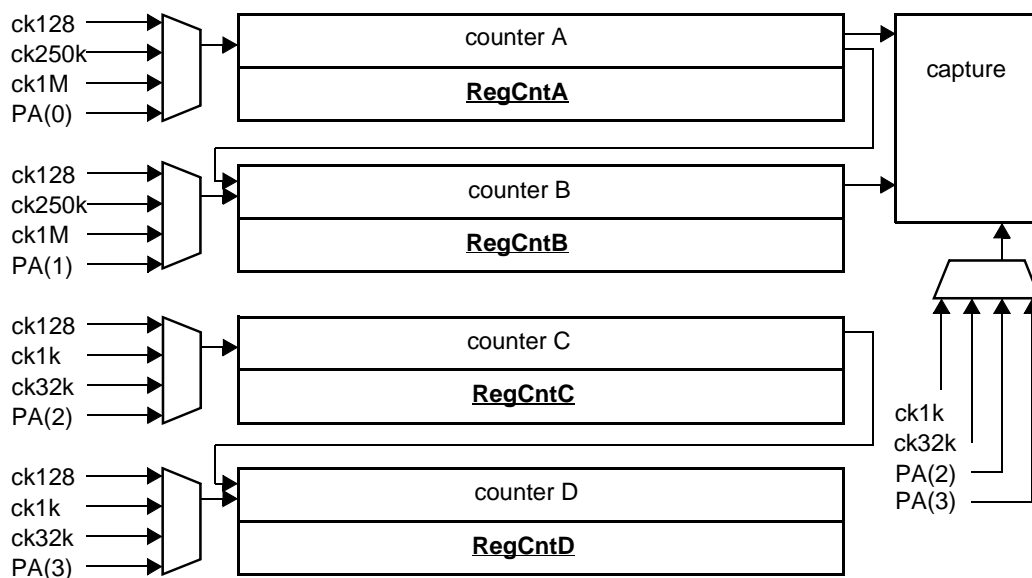 ck128
ck250k
ck1M
PA(0)
counter A
RegCntA
capture
ck128
ck250k
ck1M
PA(1)
counter B
RegCntB
ck128
ck1k
ck32k
PA(2)
counter C
RegCntC
ck1k
ck32k
PA(2)
PA(3)
ck128
ck1k
ck32k
PA(3)
counter D
RegCntD